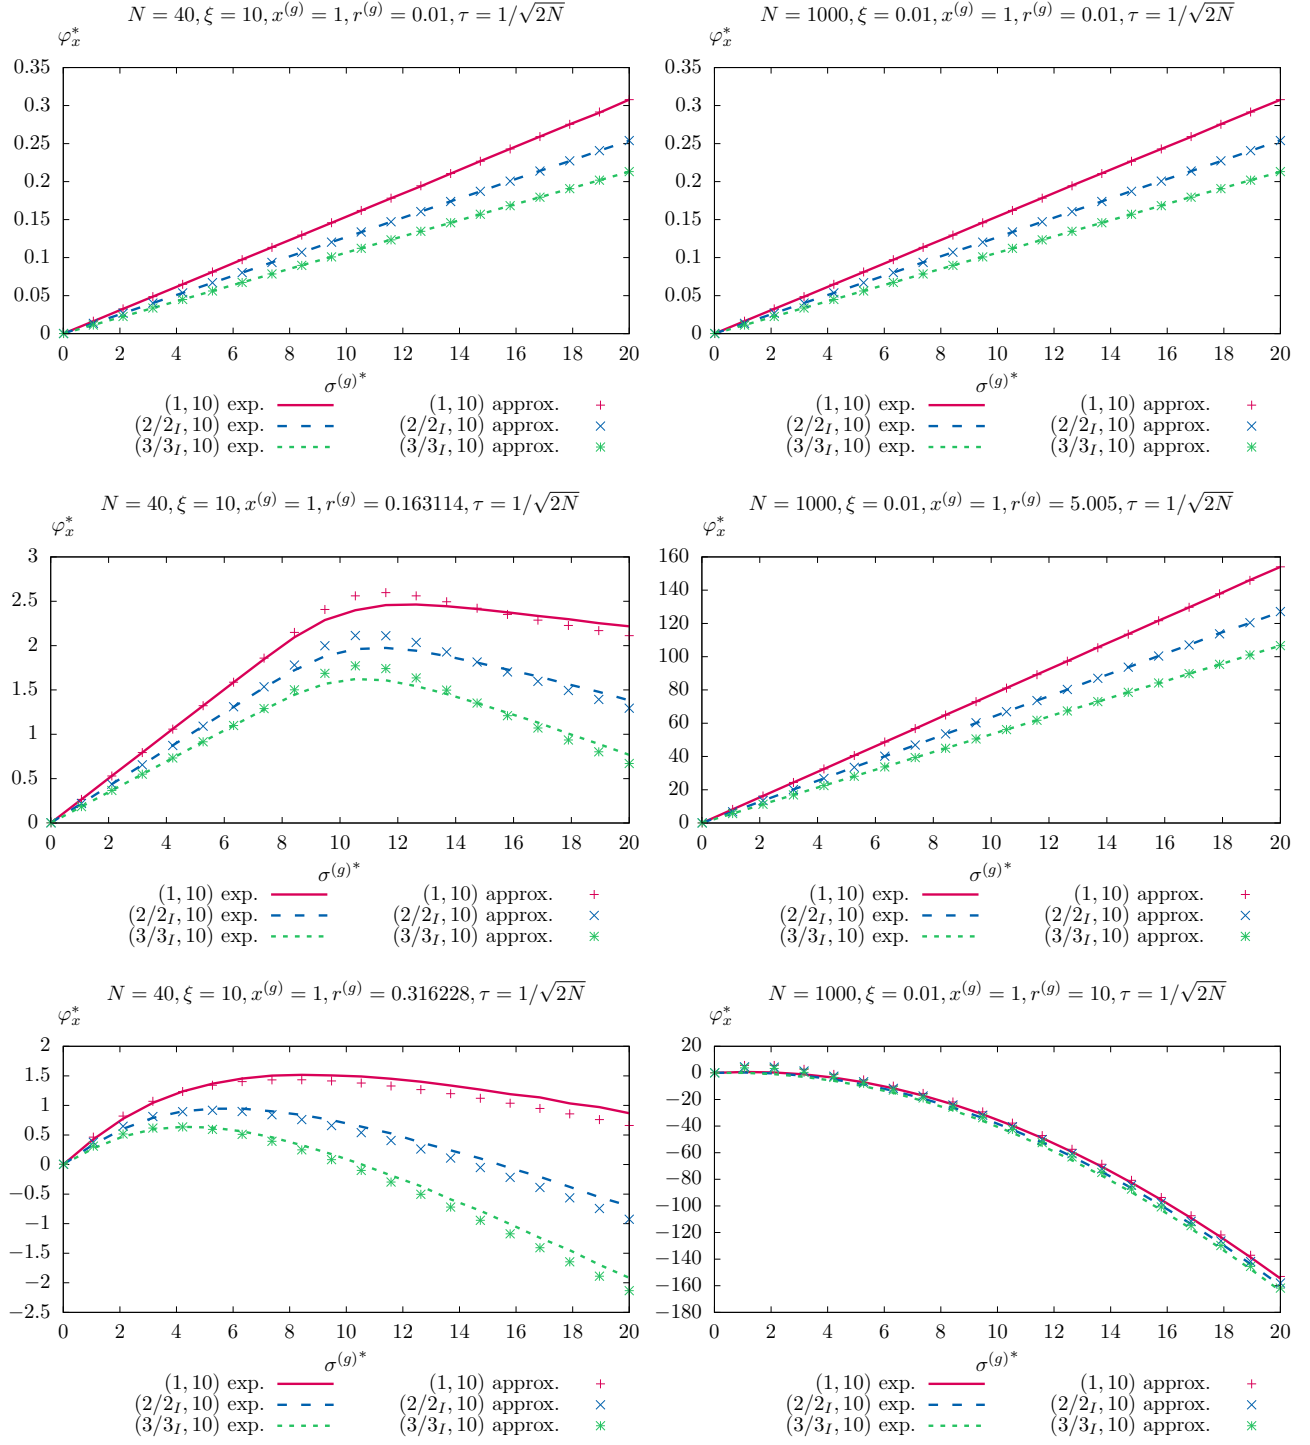 N = 40, ξ = 10, x^(g) = 1, r^(g) = 0.01, τ = 1/√2N
φ*_x
0.35
0.3
0.25
0.2
0.15
0.1
0.05
0
0 2 4 6 8 10 12 14 16 18 20
σ^(g)*
(1, 10) exp. (1, 10) approx.
(2/2_I, 10) exp. (2/2_I, 10) approx.
(3/3_I, 10) exp. (3/3_I, 10) approx.
N = 1000, ξ = 0.01, x^(g) = 1, r^(g) = 0.01, τ = 1/√2N
φ*_x
0.35
0.3
0.25
0.2
0.15
0.1
0.05
0
0 2 4 6 8 10 12 14 16 18 20
σ^(g)*
(1, 10) exp. (1, 10) approx.
(2/2_I, 10) exp. (2/2_I, 10) approx.
(3/3_I, 10) exp. (3/3_I, 10) approx.
N = 40, ξ = 10, x^(g) = 1, r^(g) = 0.163114, τ = 1/√2N
φ*_x
3
2.5
2
1.5
1
0.5
0
0 2 4 6 8 10 12 14 16 18 20
σ^(g)*
(1, 10) exp. (1, 10) approx.
(2/2_I, 10) exp. (2/2_I, 10) approx.
(3/3_I, 10) exp. (3/3_I, 10) approx.
N = 1000, ξ = 0.01, x^(g) = 1, r^(g) = 5.005, τ = 1/√2N
φ*_x
160
140
120
100
80
60
40
20
0
0 2 4 6 8 10 12 14 16 18 20
σ^(g)*
(1, 10) exp. (1, 10) approx.
(2/2_I, 10) exp. (2/2_I, 10) approx.
(3/3_I, 10) exp. (3/3_I, 10) approx.
N = 40, ξ = 10, x^(g) = 1, r^(g) = 0.316228, τ = 1/√2N
φ*_x
2
1.5
1
0.5
0
−0.5
−1
−1.5
−2
−2.5
0 2 4 6 8 10 12 14 16 18 20
σ^(g)*
(1, 10) exp. (1, 10) approx.
(2/2_I, 10) exp. (2/2_I, 10) approx.
(3/3_I, 10) exp. (3/3_I, 10) approx.
N = 1000, ξ = 0.01, x^(g) = 1, r^(g) = 10, τ = 1/√2N
φ*_x
20
0
−20
−40
−60
−80
−100
−120
−140
−160
−180
0 2 4 6 8 10 12 14 16 18 20
σ^(g)*
(1, 10) exp. (1, 10) approx.
(2/2_I, 10) exp. (2/2_I, 10) approx.
(3/3_I, 10) exp. (3/3_I, 10) approx.